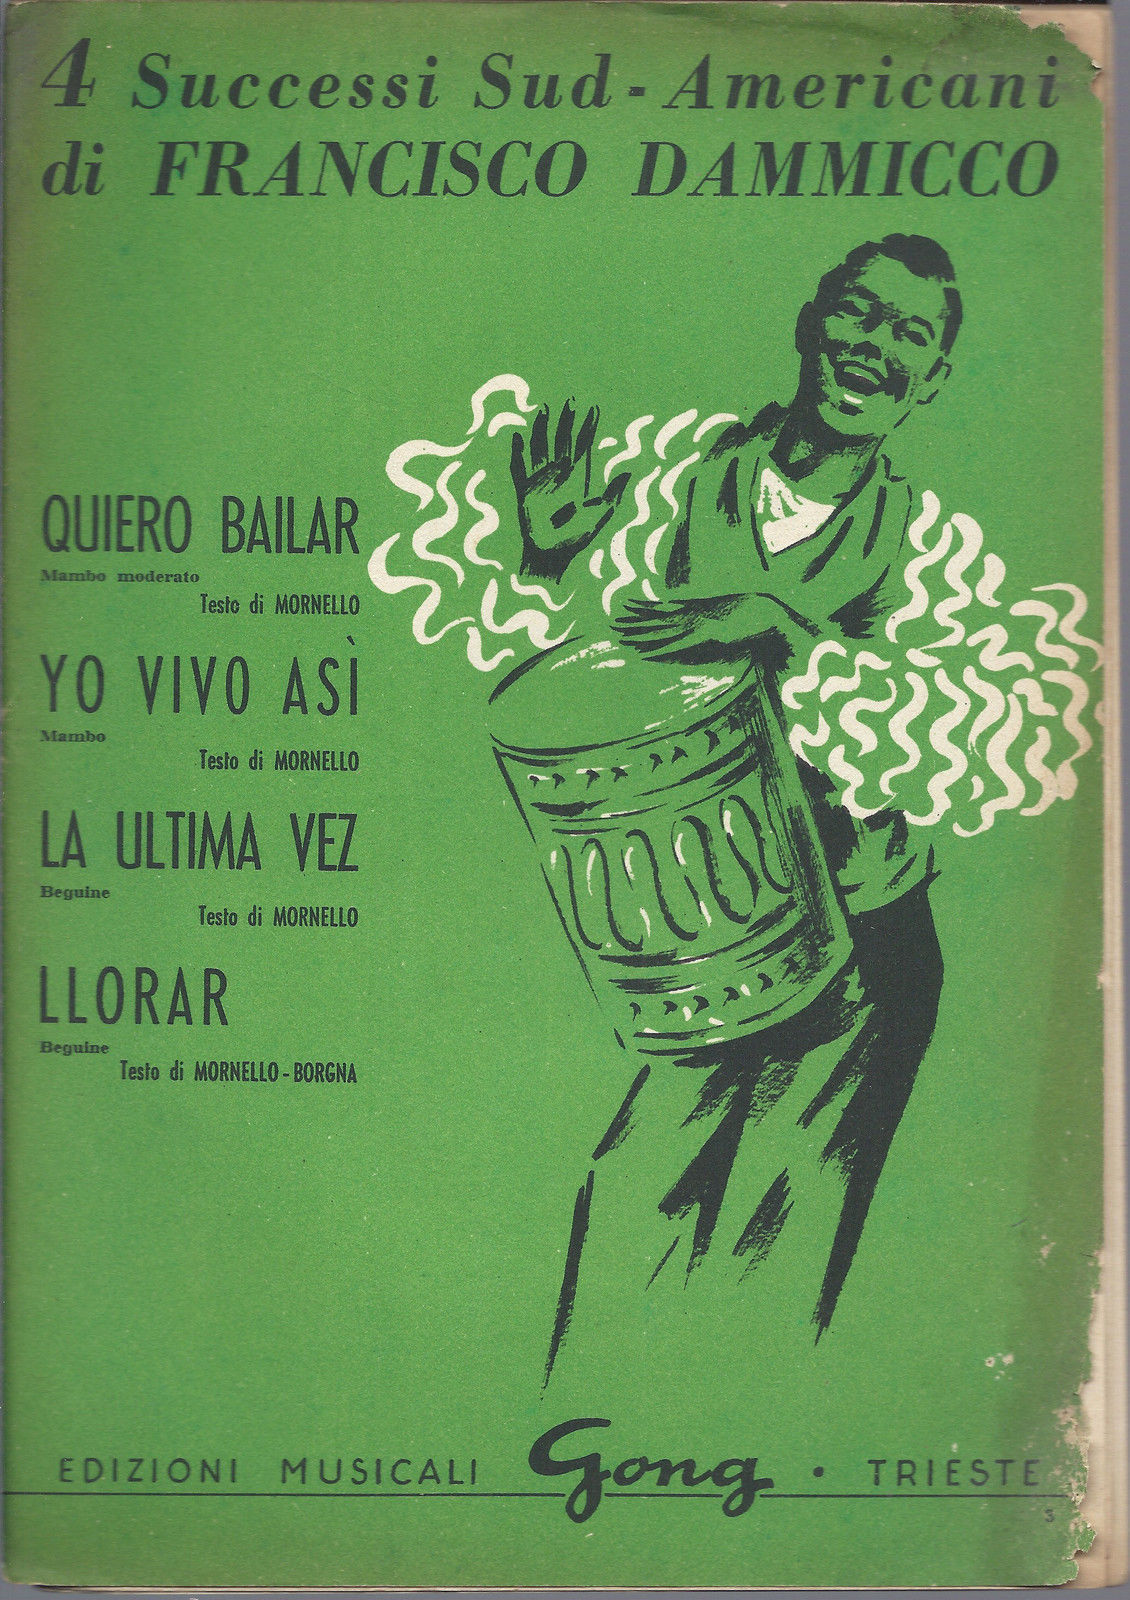 4 Successi Sud-Americani
di FRANCISCO DAMMICCO
QUIERO BAILAR
Mambo moderato
Testo di MORNELLO
YO VIVO ASÌ
Mambo
Testo di MORNELLO
LA ULTIMA VEZ
Beguine
Testo di MORNELLO
LLORAR
Beguine
Testo di MORNELLO-BORGNA
EDIZIONI MUSICALI Gong • TRIESTE
3